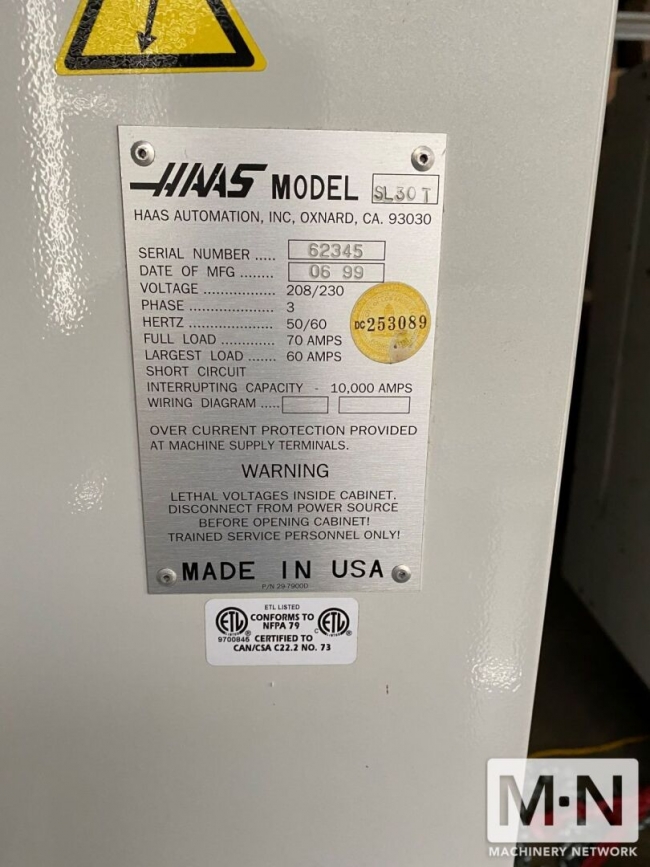 HAAS MODEL SL30T
HAAS AUTOMATION, INC, OXNARD, CA. 93030
SERIAL NUMBER ..... 62345
DATE OF MFG ........ 06 99
VOLTAGE ................. 208/230
PHASE ..................... 3
HERTZ ..................... 50/60
DC253089
FULL LOAD .............. 70 AMPS
LARGEST LOAD ....... 60 AMPS
SHORT CIRCUIT
INTERRUPTING CAPACITY - 10,000 AMPS
WIRING DIAGRAM .....
OVER CURRENT PROTECTION PROVIDED
AT MACHINE SUPPLY TERMINALS.
WARNING
LETHAL VOLTAGES INSIDE CABINET.
DISCONNECT FROM POWER SOURCE
BEFORE OPENING CABINET!
TRAINED SERVICE PERSONNEL ONLY!
MADE IN USA
P/N 29-7900D
ETL LISTED
CONFORMS TO
NFPA 79
ETL
ETL
C
9700845 CERTIFIED TO
CAN/CSA C22.2 NO. 73
M·N
MACHINERY NETWORK